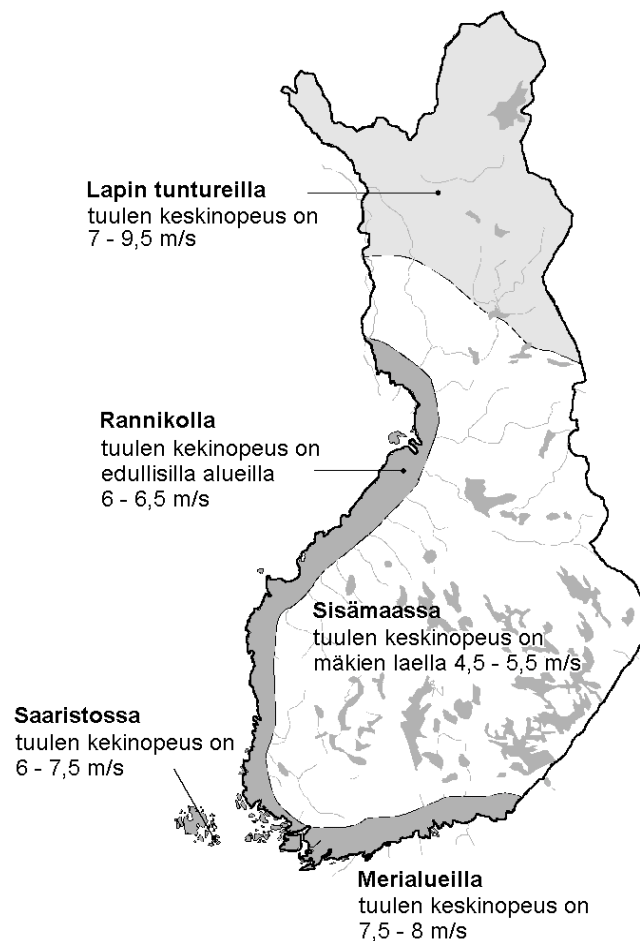 Lapin tuntureilla
tuulen keskinopeus on
7 - 9,5 m/s
Rannikolla
tuulen kekinopeus on
edullisilla alueilla
6 - 6,5 m/s
Sisämaassa
tuulen keskinopeus on
mäkien laella 4,5 - 5,5 m/s
Saaristossa
tuulen kekinopeus on
6 - 7,5 m/s
Merialueilla
tuulen keskinopeus on
7,5 - 8 m/s